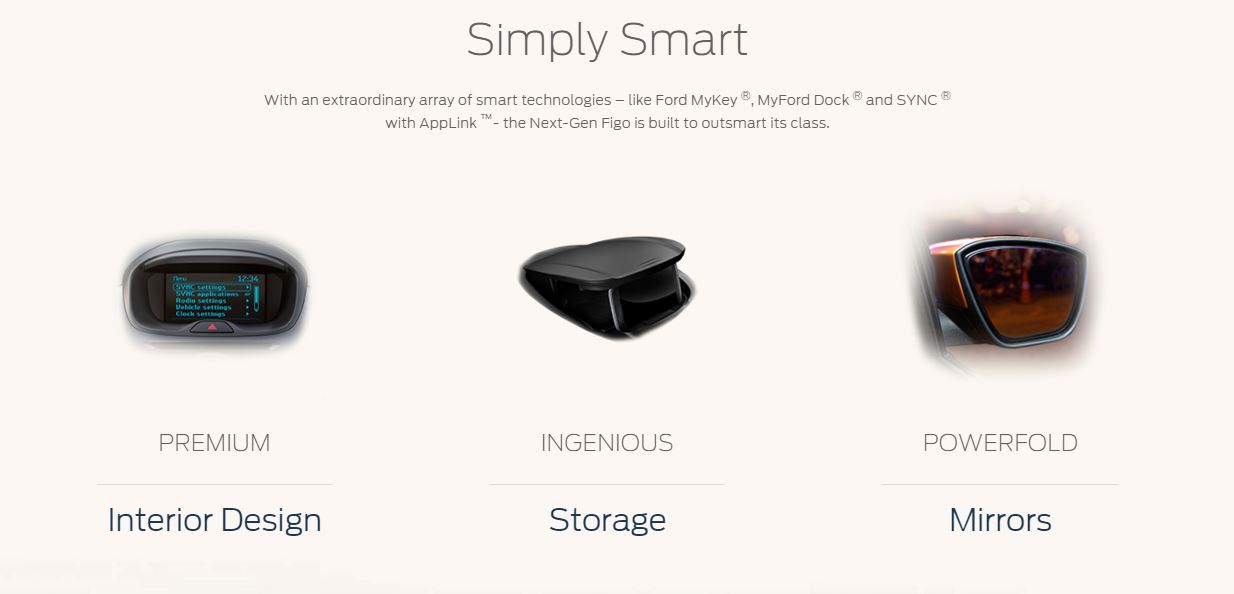 Simply Smart
With an extraordinary array of smart technologies – like Ford MyKey ®, MyFord Dock ® and SYNC ®
with AppLink ™- the Next-Gen Figo is built to outsmart its class.
Menu 12:34
SYNC settings
SYNC applications
Radio settings
Vehicle settings
Clock settings
PREMIUM
Interior Design
INGENIOUS
Storage
POWERFOLD
Mirrors